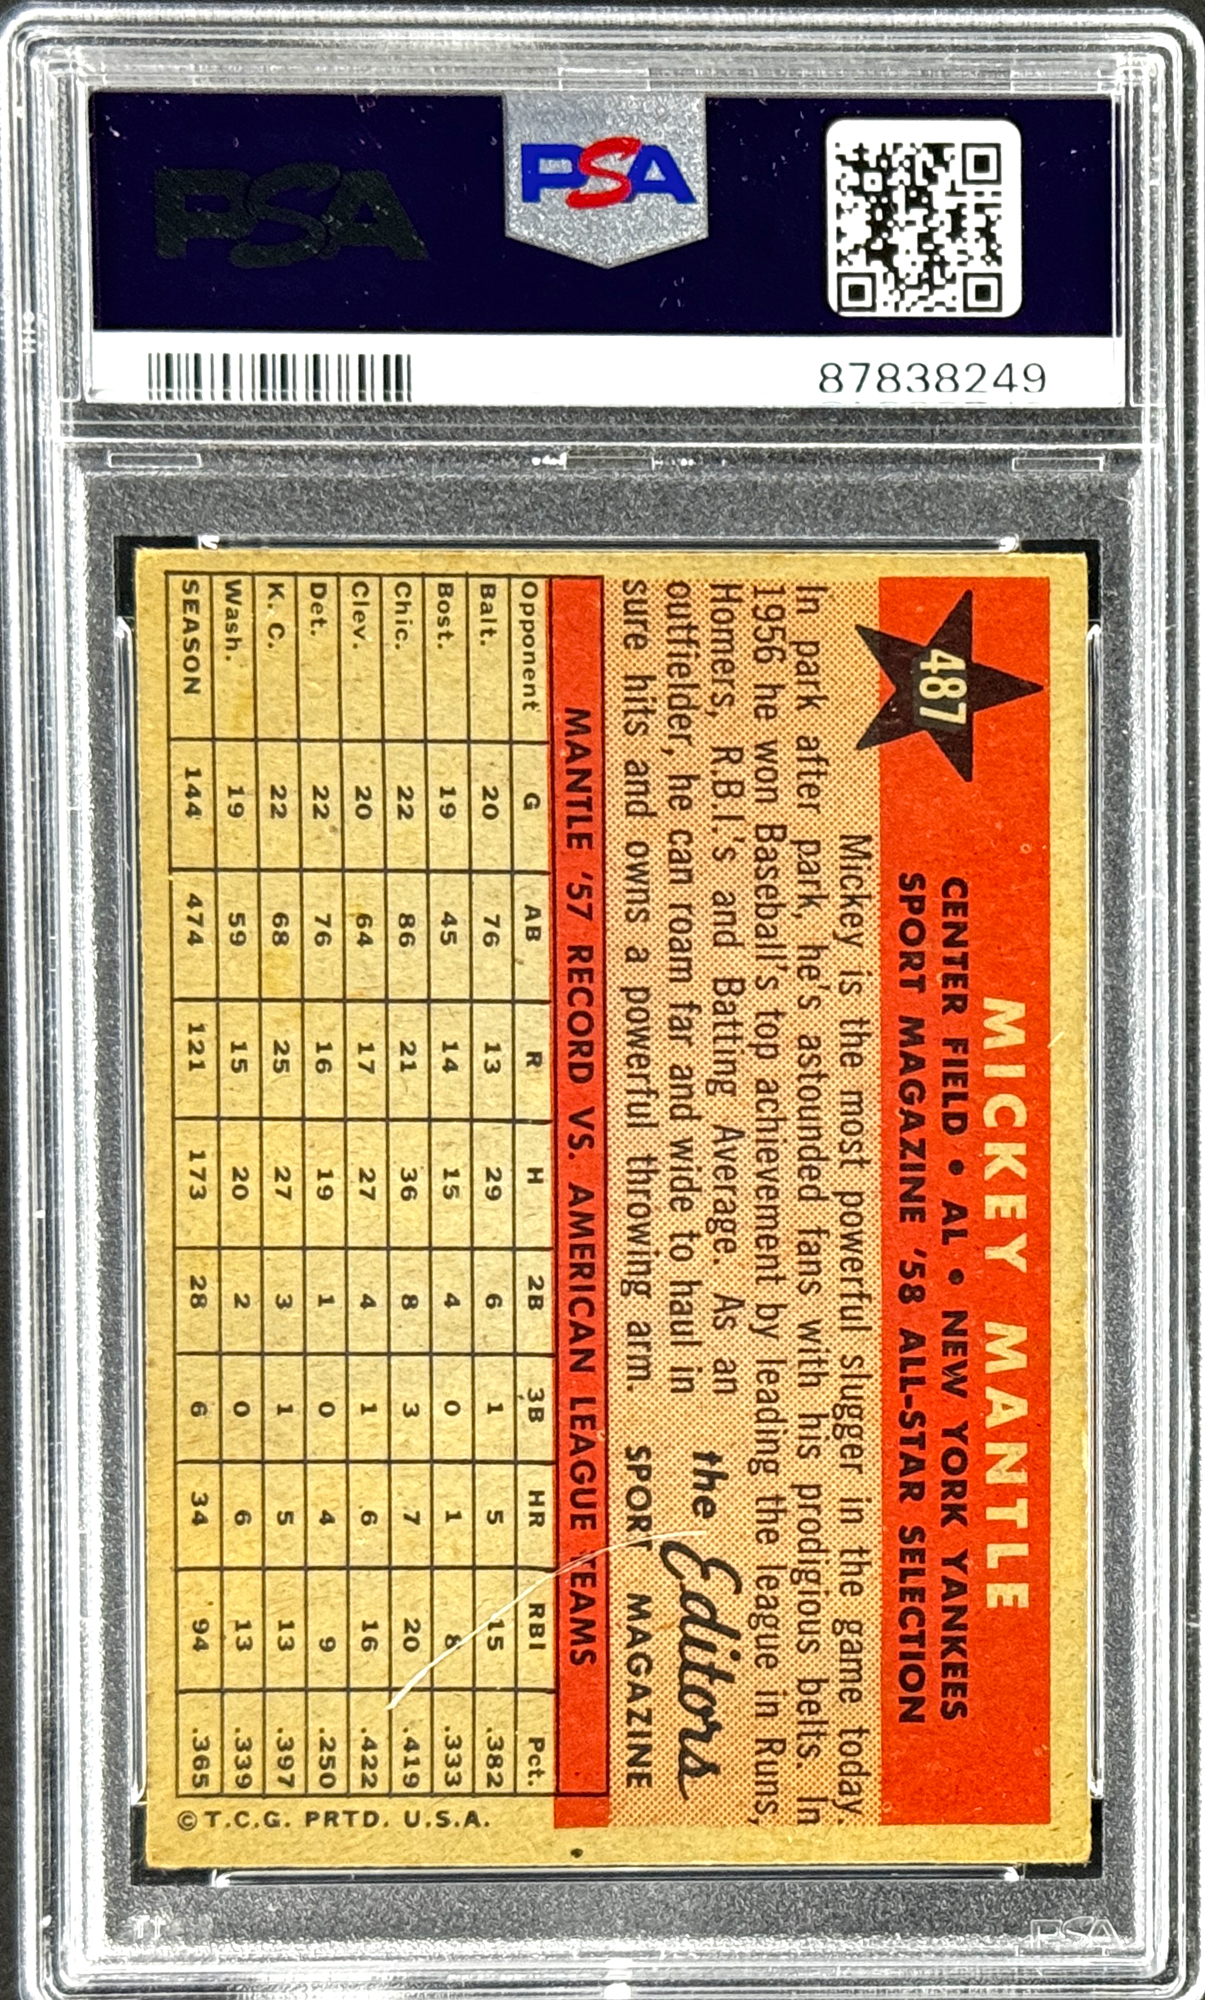 PSA
PSA
87838249
487
MICKEY MANTLE
CENTER FIELD • AL • NEW YORK YANKEES
SPORT MAGAZINE '58 ALL-STAR SELECTION
Mickey is the most powerful slugger in the game today.
In park after park, he's astounded fans with his prodigious belts. In
1956 he won Baseball's top achievement by leading the league in Runs,
Homers, R.B.I.'s and Batting Average. As an
outfielder, he can roam far and wide to haul in
sure hits and owns a powerful throwing arm.
the Editors
SPORT MAGAZINE
MANTLE '57 RECORD VS. AMERICAN LEAGUE TEAMS
Opponent G AB R H 2B 3B HR RBI Pct.
Balt. 20 76 13 29 6 1 5 15 .382
Bost. 19 45 14 15 4 0 1 8 .333
Chic. 22 86 21 36 8 3 7 20 .419
Clev. 20 64 17 27 4 1 6 16 .422
Det. 22 76 16 19 1 0 4 9 .250
K. C. 22 68 25 27 3 1 5 13 .397
Wash. 19 59 15 20 2 0 6 13 .339
SEASON 144 474 121 173 28 6 34 94 .365
© T.C.G. PRTD. U.S.A.
PSA